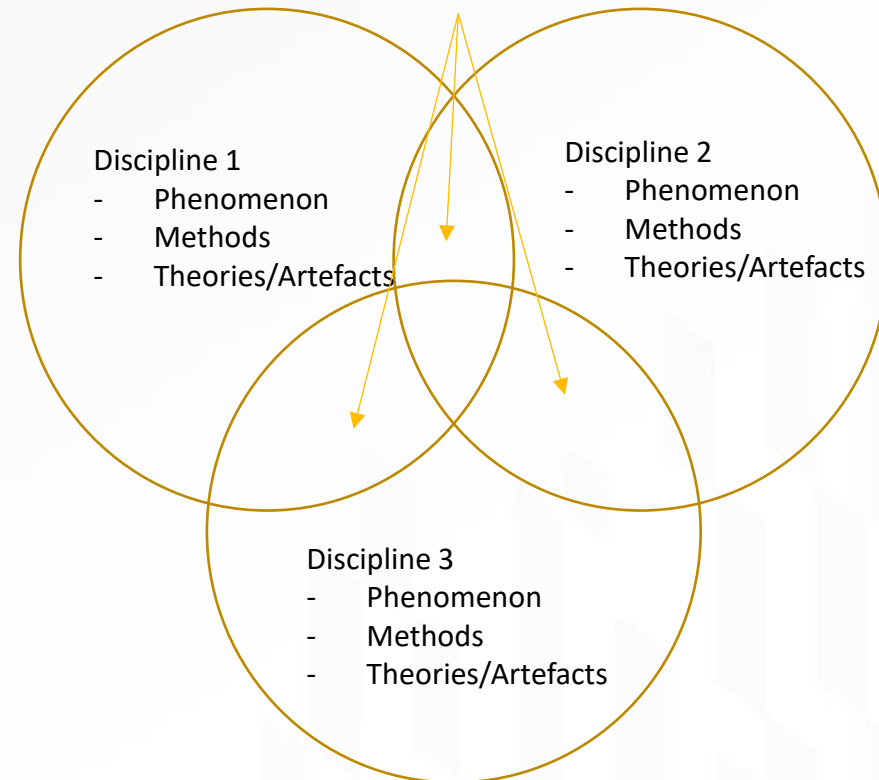 Discipline 1
- Phenomenon
- Methods
- Theories/Artefacts
Discipline 2
- Phenomenon
- Methods
- Theories/Artefacts
Discipline 3
- Phenomenon
- Methods
- Theories/Artefacts